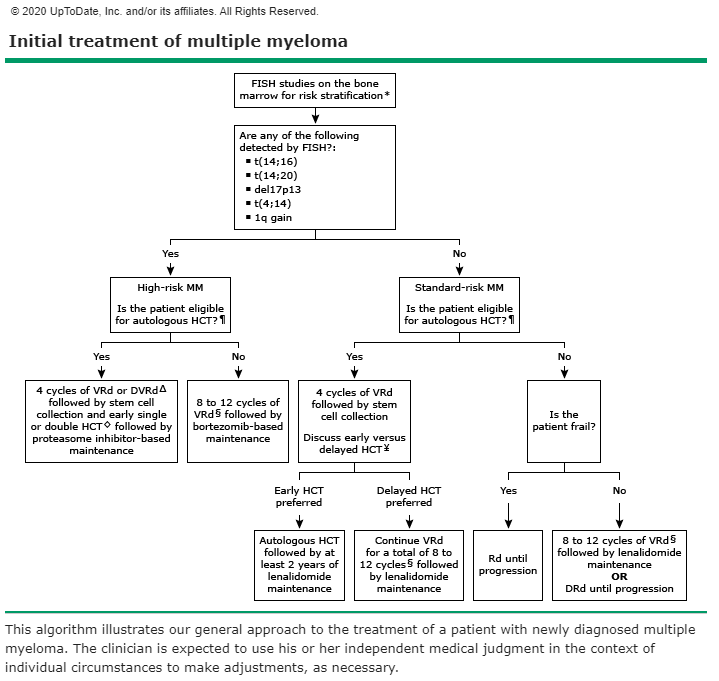 © 2020 UpToDate, Inc. and/or its affiliates. All Rights Reserved.
Initial treatment of multiple myeloma
FISH studies on the bone
marrow for risk stratification*
Are any of the following
detected by FISH?:
▪ t(14;16)
▪ t(14;20)
▪ del17p13
▪ t(4;14)
▪ 1q gain
Yes
No
High-risk MM
Is the patient eligible
for autologous HCT?¶
Standard-risk MM
Is the patient eligible
for autologous HCT?¶
Yes
No
Yes
No
4 cycles of VRd or DVRdΔ
followed by stem cell
collection and early single
or double HCT◊ followed by
proteasome inhibitor-based
maintenance
8 to 12 cycles of
VRd§ followed by
bortezomib-based
maintenance
4 cycles of VRd
followed by stem
cell collection
Discuss early versus
delayed HCT¥
Is the
patient frail?
Early HCT
preferred
Delayed HCT
preferred
Yes
No
Autologous HCT
followed by at
least 2 years of
lenalidomide
maintenance
Continue VRd
for a total of 8 to
12 cycles§ followed
by lenalidomide
maintenance
Rd until
progression
8 to 12 cycles of VRd§
followed by lenalidomide
maintenance
OR
DRd until progression
This algorithm illustrates our general approach to the treatment of a patient with newly diagnosed multiple
myeloma. The clinician is expected to use his or her independent medical judgment in the context of
individual circumstances to make adjustments, as necessary.